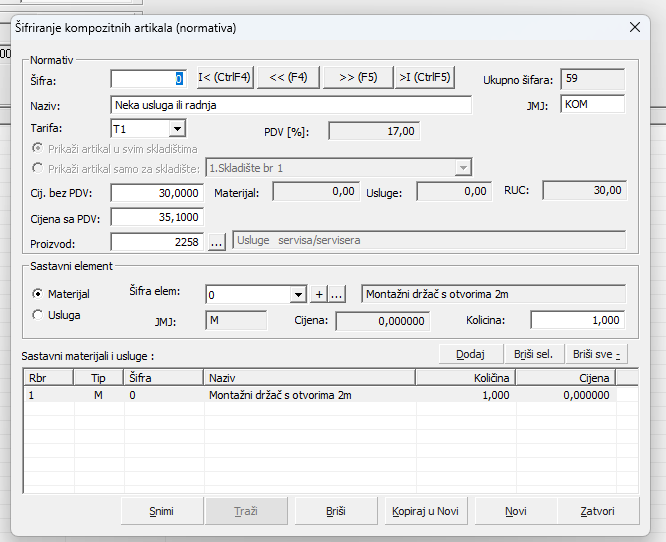 Šifriranje kompozitnih artikala (normativa)
Normativ
Šifra: 0 I< (CtrlF4) << (F4) >> (F5) >I (CtrlF5) Ukupno šifara: 59
Naziv: Neka usluga ili radnja JMJ: KOM
Tarifa: T1 PDV [%]: 17,00
Prikaži artikal u svim skladištima
Prikaži artikal samo za skladište: 1.Skladište br 1
Cij. bez PDV: 30,0000 Materijal: 0,00 Usluge: 0,00 RUC: 30,00
Cijena sa PDV: 35,1000
Proizvod: 2258 ... Usluge servisa/servisera
Sastavni element
Materijal Šifra elem: 0 + ... Montažni držač s otvorima 2m
Usluga JMJ: M Cijena: 0,000000 Kolicina: 1,000
Sastavni materijali i usluge : Dodaj Briši sel. Briši sve -
Rbr Tip Šifra Naziv Količina Cijena
1 M 0 Montažni držač s otvorima 2m 1,000 0,000000
Snimi Traži Briši Kopiraj u Novi Novi Zatvori